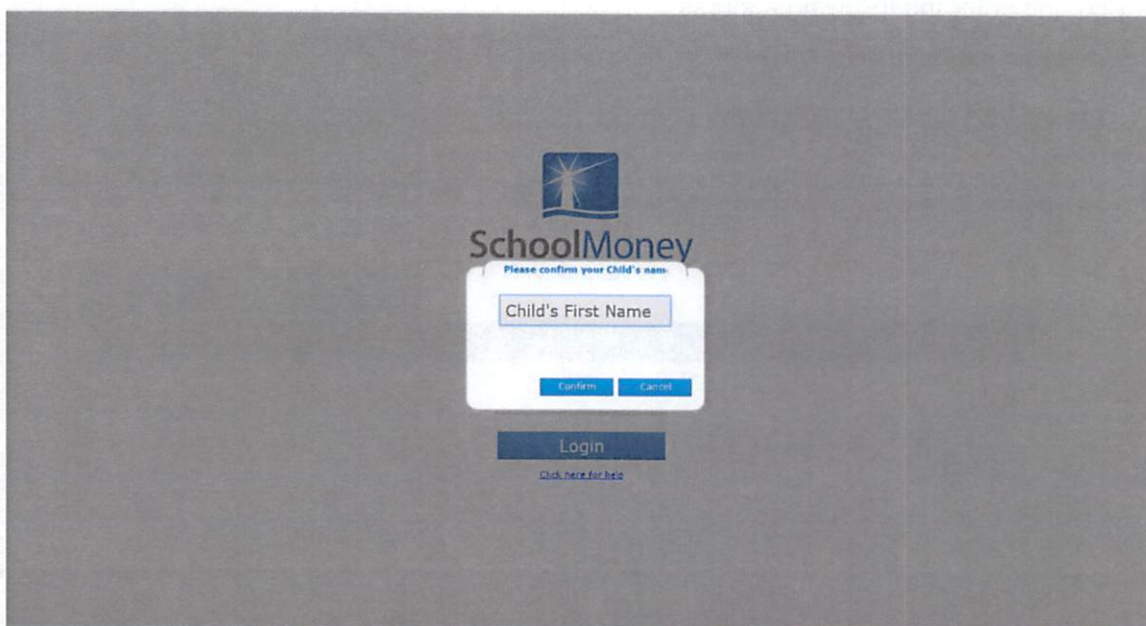 SchoolMoney
Please confirm your Child's nam
Child's First Name
Confirm Cancel
Login
Click here for help